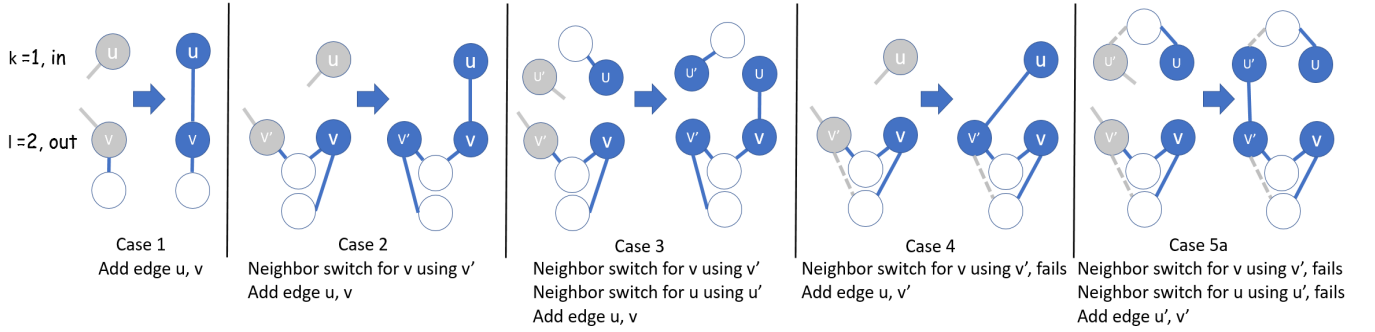 k =1, in
l =2, out
u
v
u
v
Case 1
Add edge u, v
u
V'
v
u
V'
v
Case 2
Neighbor switch for v using v'
Add edge u, v
U'
U
V'
v
U'
U
V'
v
Case 3
Neighbor switch for v using v'
Neighbor switch for u using u'
Add edge u, v
u
V'
v
u
V'
v
Case 4
Neighbor switch for v using v', fails
Add edge u, v'
U'
U
V'
v
U'
U
V'
v
Case 5a
Neighbor switch for v using v', fails
Neighbor switch for u using u', fails
Add edge u', v'